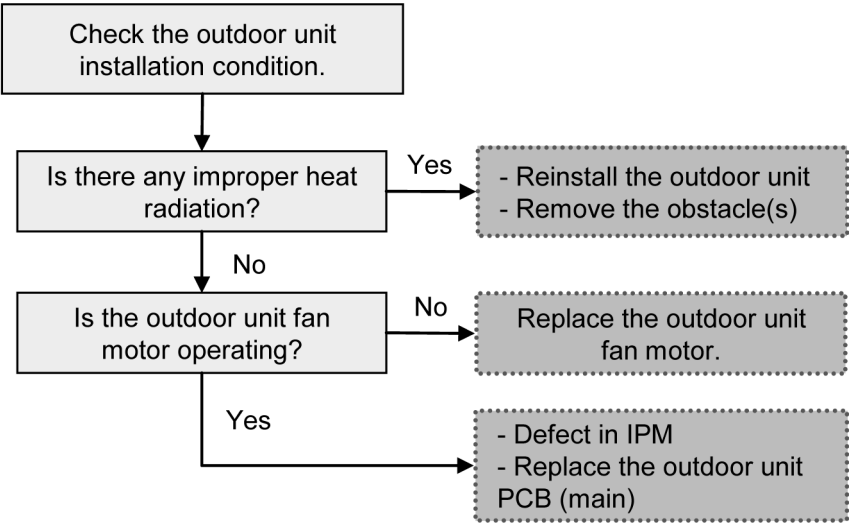 Check the outdoor unit
installation condition.
Is there any improper heat
radiation?
Yes
- Reinstall the outdoor unit
- Remove the obstacle(s)
No
Is the outdoor unit fan
motor operating?
No
Replace the outdoor unit
fan motor.
Yes
- Defect in IPM
- Replace the outdoor unit
PCB (main)